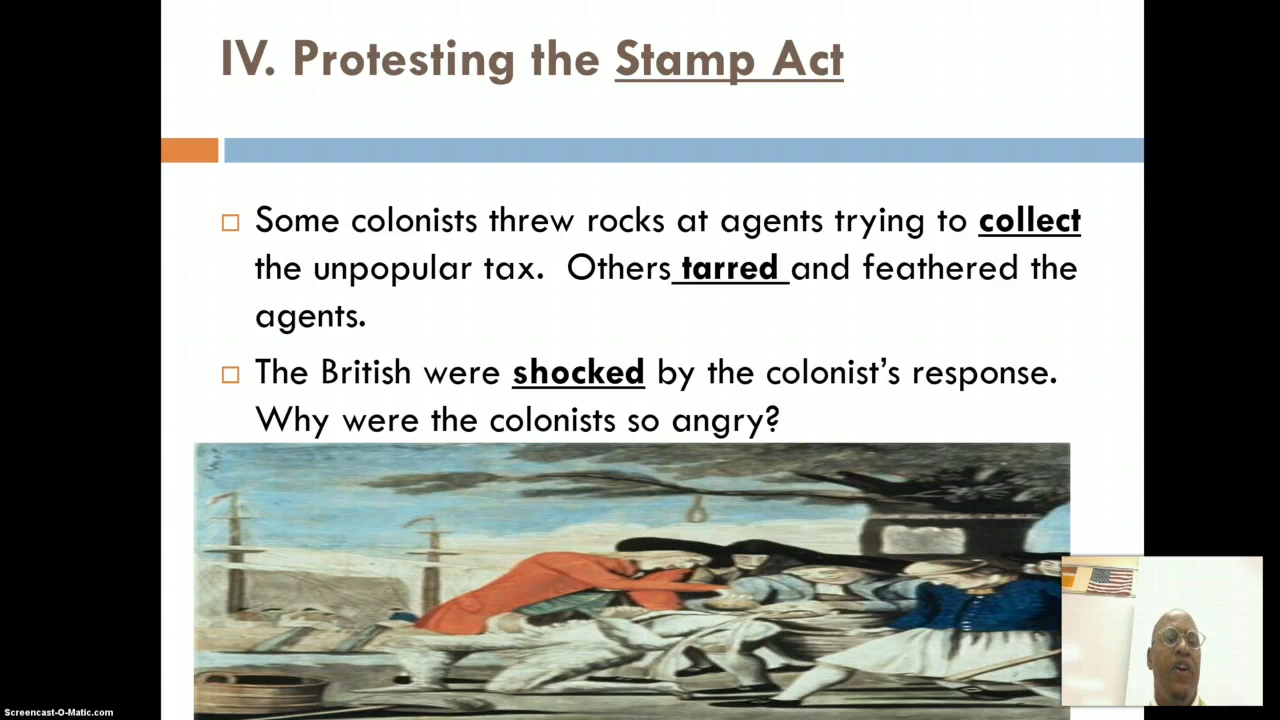 IV. Protesting the Stamp Act
Some colonists threw rocks at agents trying to collect
the unpopular tax. Others tarred and feathered the
agents.
The British were shocked by the colonist’s response.
Why were the colonists so angry?
Screencast-O-Matic.com